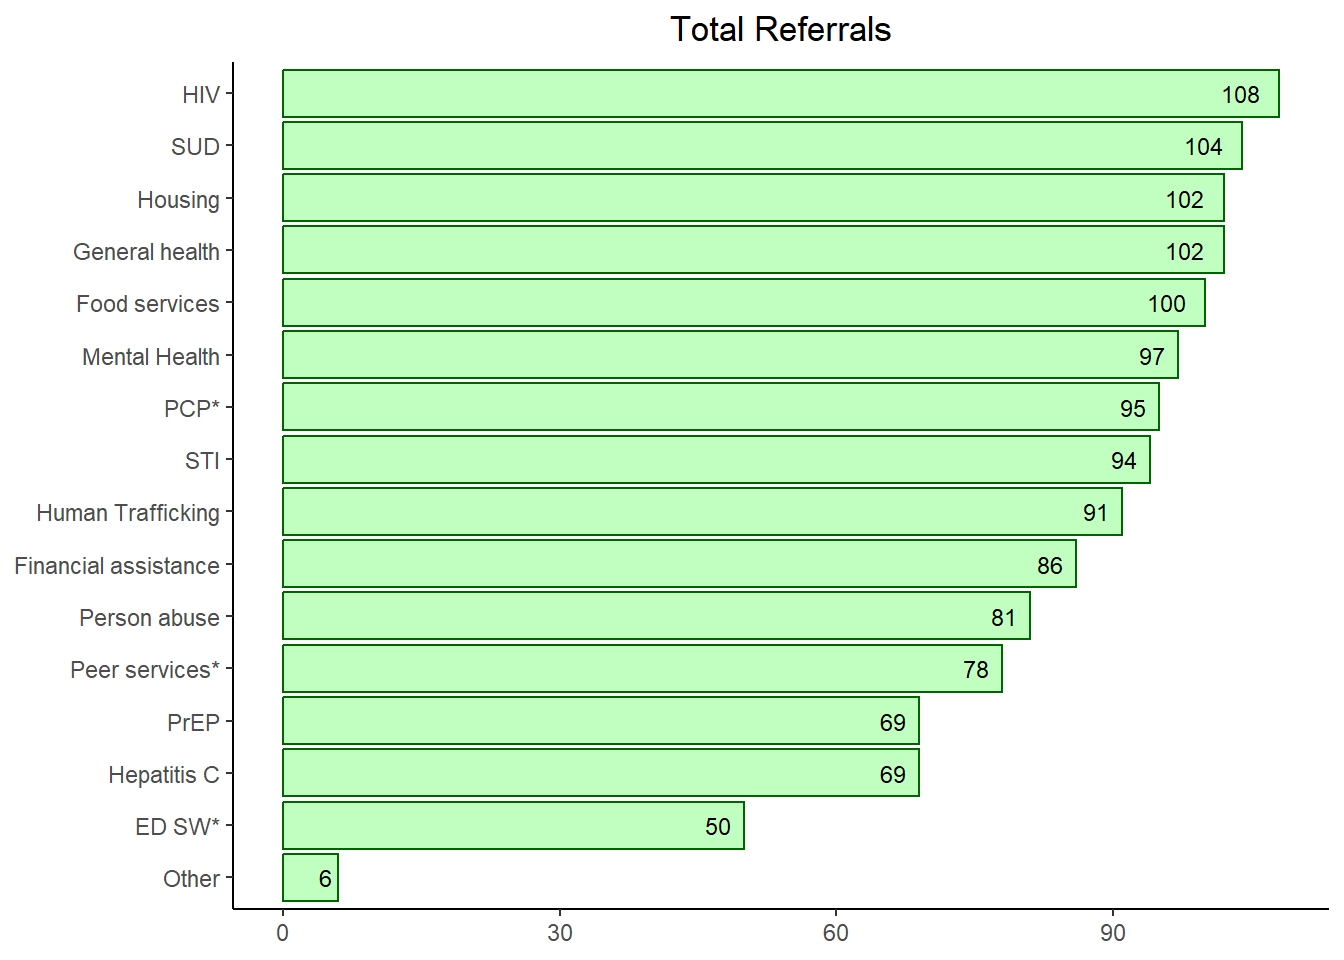 Total Referrals
HIV 108
SUD 104
Housing 102
General health 102
Food services 100
Mental Health 97
PCP* 95
STI 94
Human Trafficking 91
Financial assistance 86
Person abuse 81
Peer services* 78
PrEP 69
Hepatitis C 69
ED SW* 50
Other 6
0 30 60 90